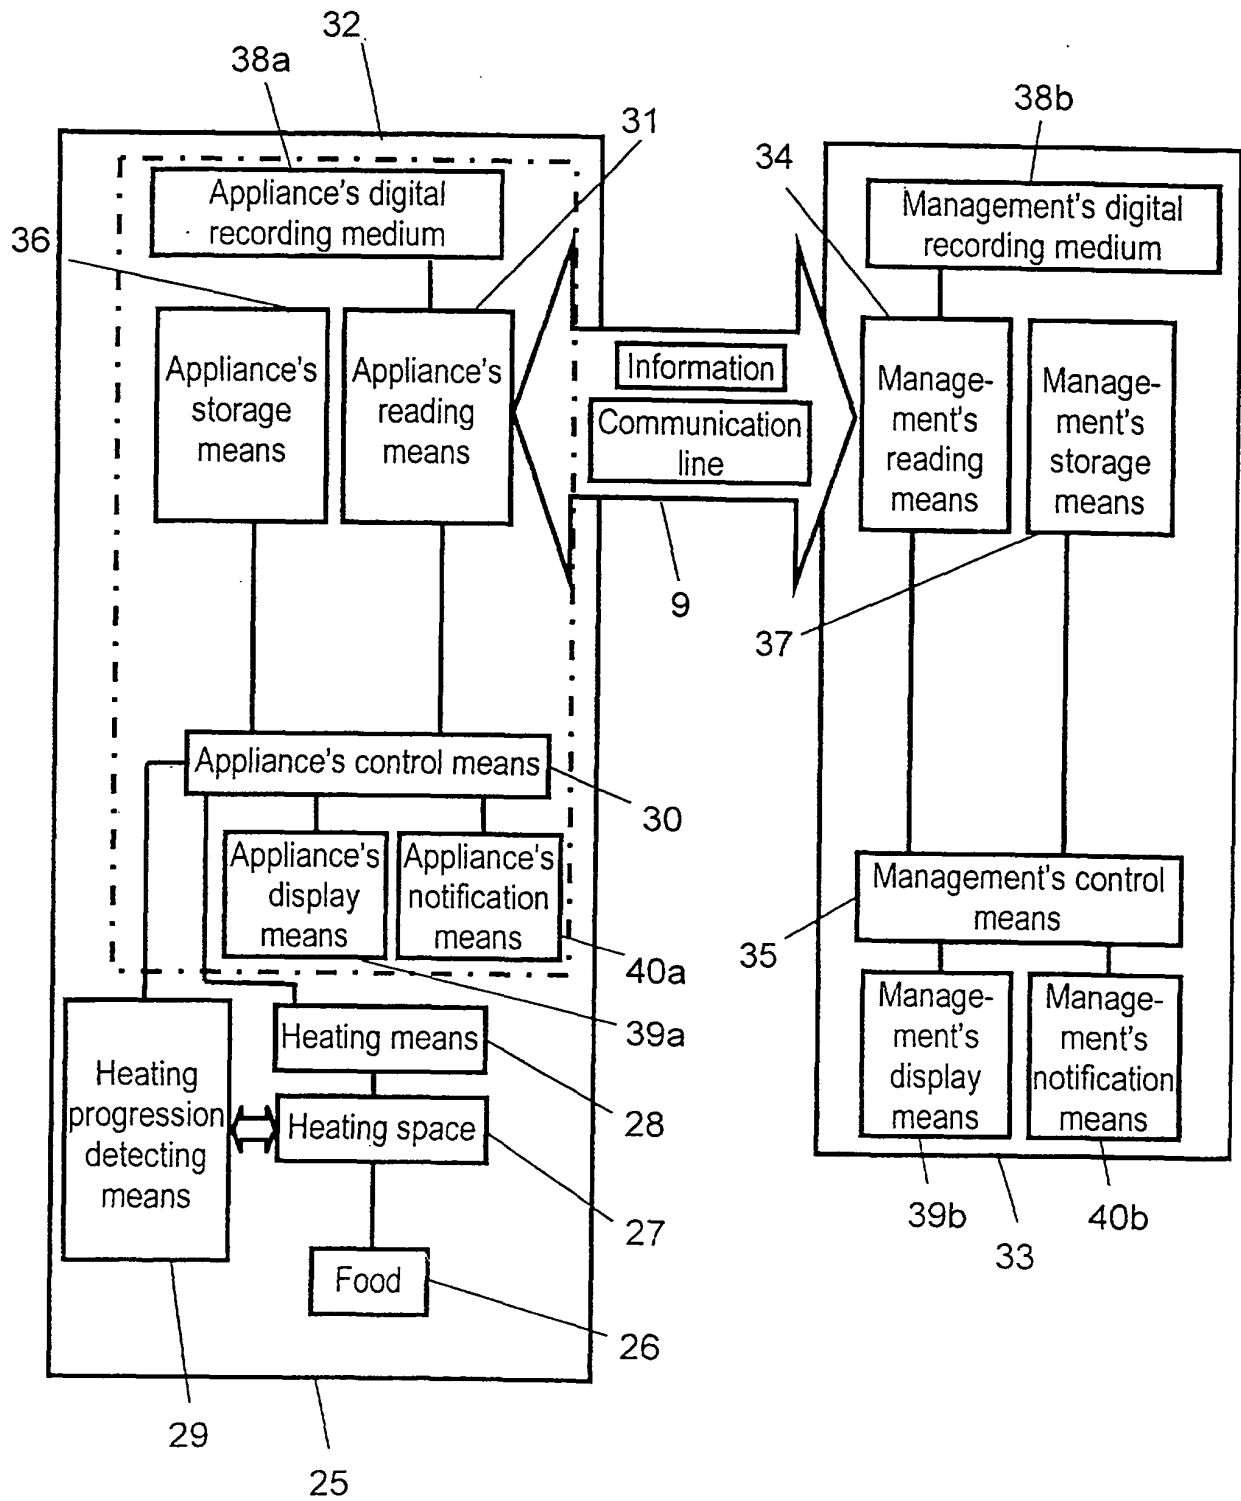 32
38a
31
38b
34
36
Appliance's digital
recording medium
Management's digital
recording medium
Appliance's
storage
means
Appliance's
reading
means
Information
Communication
line
Manage-
ment's
reading
means
Manage-
ment's
storage
means
9
37
Appliance's control means
30
Appliance's
display
means
Appliance's
notification
means
Management's control
means
35
40a
39a
Heating
progression
detecting
means
Heating means
Heating space
28
27
Food
26
Manage-
ment's
display
means
Manage-
ment's
notification
means
39b
40b
33
29
25